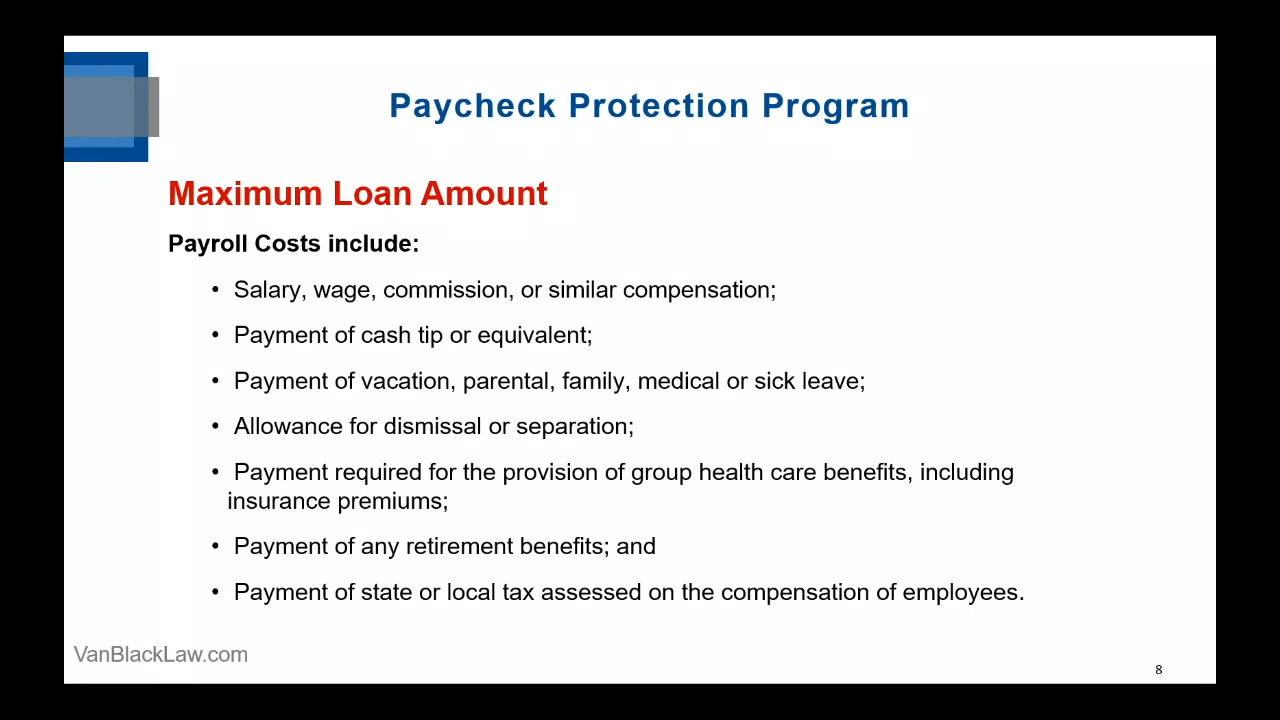 Paycheck Protection Program
Maximum Loan Amount
Payroll Costs include:
• Salary, wage, commission, or similar compensation;
• Payment of cash tip or equivalent;
• Payment of vacation, parental, family, medical or sick leave;
• Allowance for dismissal or separation;
• Payment required for the provision of group health care benefits, including
insurance premiums;
• Payment of any retirement benefits; and
• Payment of state or local tax assessed on the compensation of employees.
VanBlackLaw.com
8